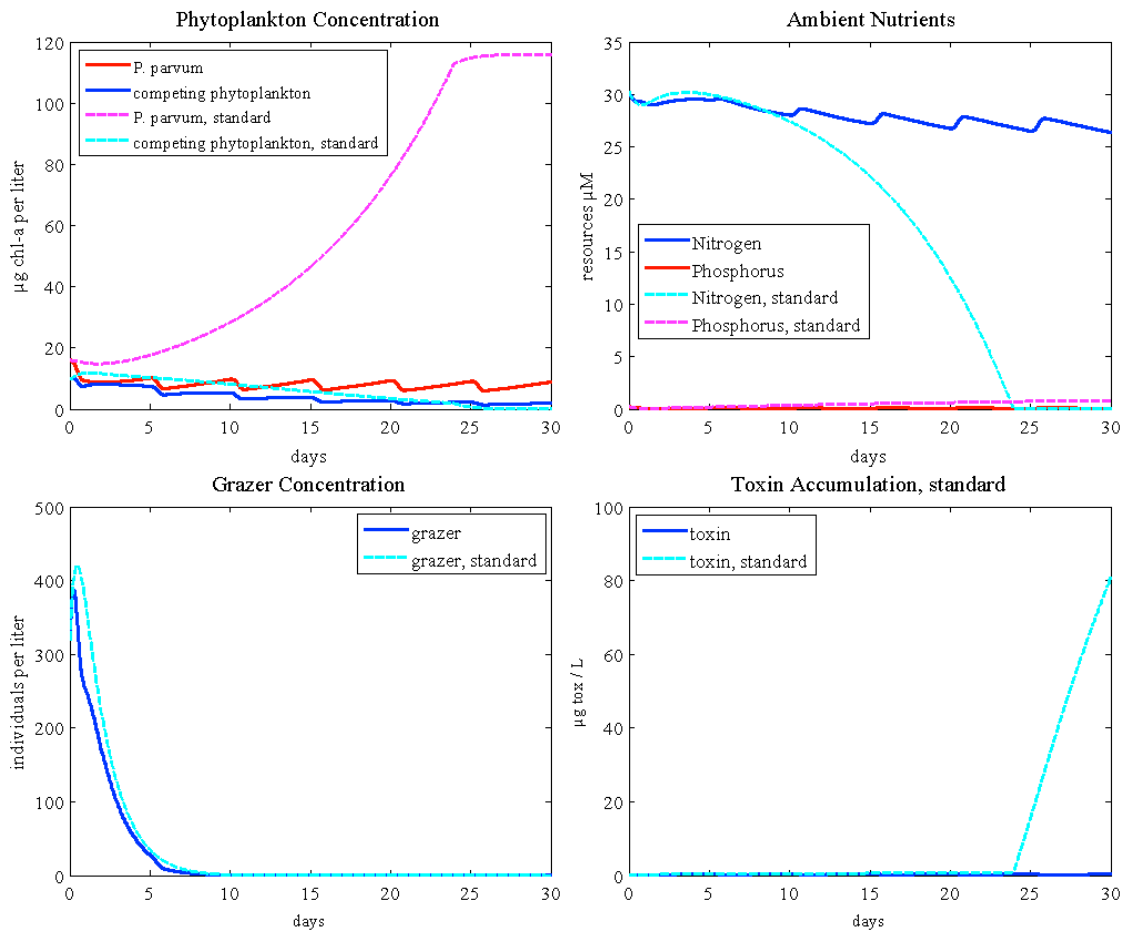 Phytoplankton Concentration
120
100
80
60
40
20
0
µg chl-a per liter
P. parvum
competing phytoplankton
P. parvum, standard
competing phytoplankton, standard
0 5 10 15 20 25 30
days
Ambient Nutrients
35
30
25
20
15
10
5
0
resources µM
Nitrogen
Phosphorus
Nitrogen, standard
Phosphorus, standard
0 5 10 15 20 25 30
days
Grazer Concentration
500
400
300
200
100
0
individuals per liter
grazer
grazer, standard
0 5 10 15 20 25 30
days
Toxin Accumulation, standard
100
80
60
40
20
0
µg tox / L
toxin
toxin, standard
0 5 10 15 20 25 30
days